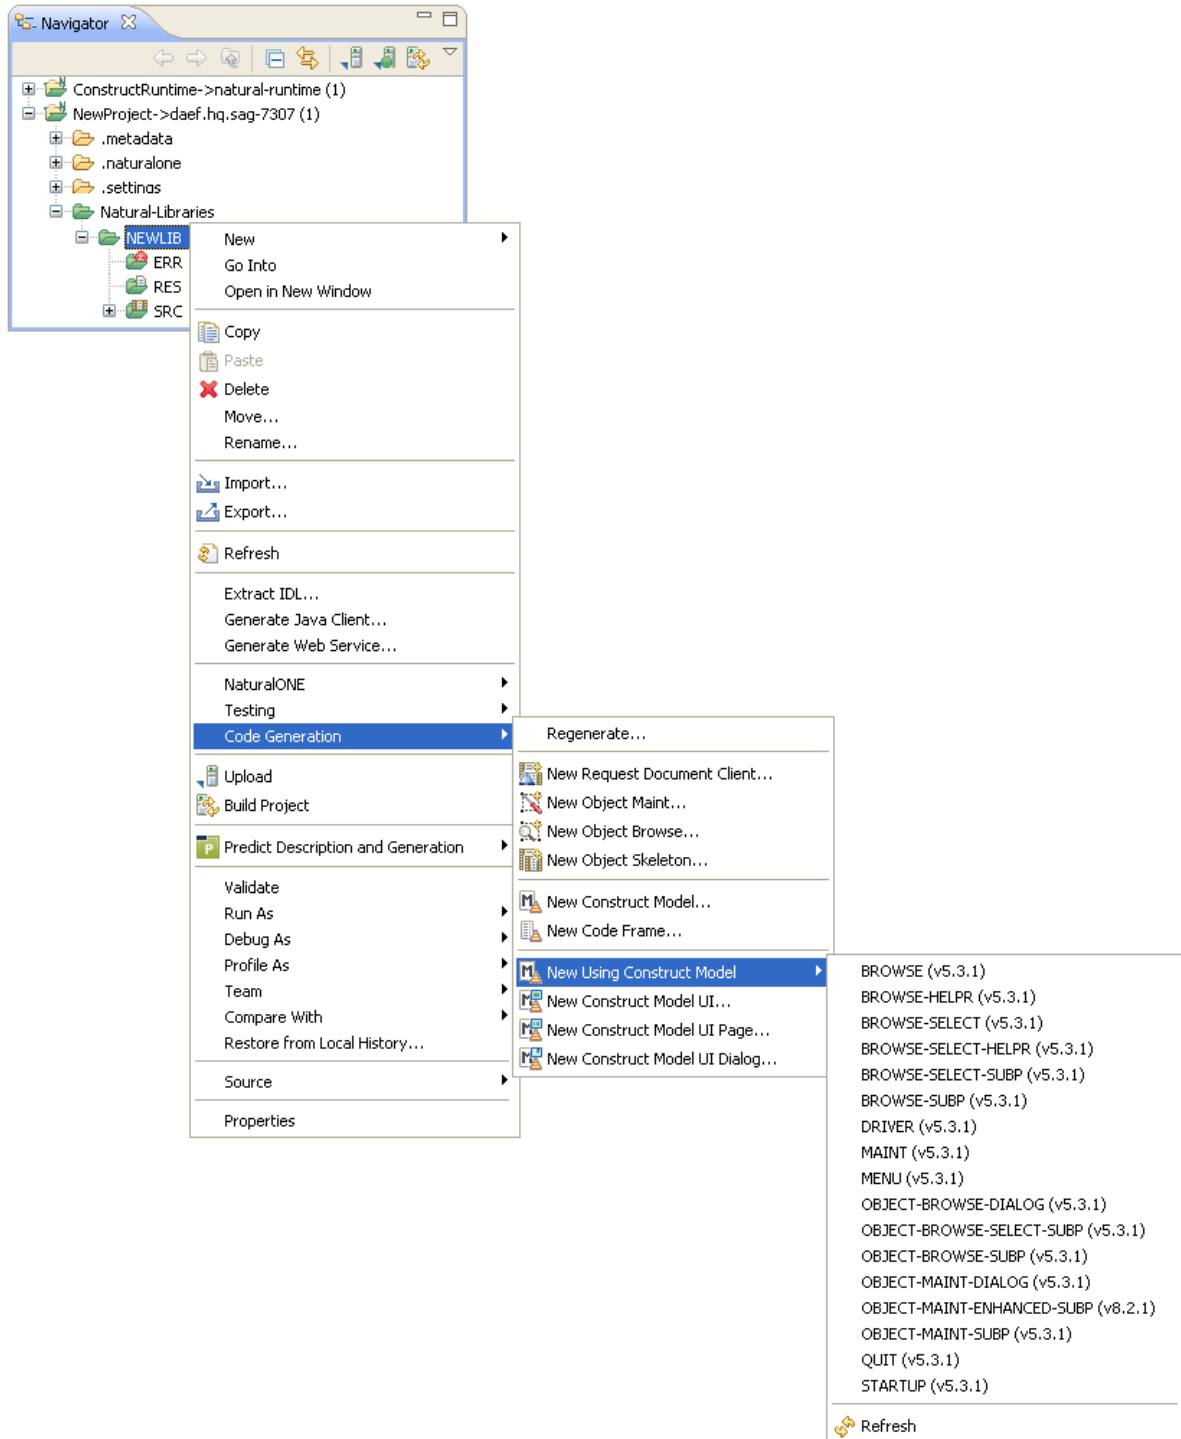 Navigator
ConstructRuntime->natural-runtime (1)
NewProject->daef.hq.sag-7307 (1)
.metadata
.naturalone
.settings
Natural-Libraries
NEWLIB
ERR
RES
SRC
New
Go Into
Open in New Window
Copy
Paste
Delete
Move...
Rename...
Import...
Export...
Refresh
Extract IDL...
Generate Java Client...
Generate Web Service...
NaturalONE
Testing
Code Generation
Upload
Build Project
Predict Description and Generation
Validate
Run As
Debug As
Profile As
Team
Compare With
Restore from Local History...
Source
Properties
Regenerate...
New Request Document Client...
New Object Maint...
New Object Browse...
New Object Skeleton...
New Construct Model...
New Code Frame...
New Using Construct Model
New Construct Model UI...
New Construct Model UI Page...
New Construct Model UI Dialog...
BROWSE (v5.3.1)
BROWSE-HELPR (v5.3.1)
BROWSE-SELECT (v5.3.1)
BROWSE-SELECT-HELPR (v5.3.1)
BROWSE-SELECT-SUBP (v5.3.1)
BROWSE-SUBP (v5.3.1)
DRIVER (v5.3.1)
MAINT (v5.3.1)
MENU (v5.3.1)
OBJECT-BROWSE-DIALOG (v5.3.1)
OBJECT-BROWSE-SELECT-SUBP (v5.3.1)
OBJECT-BROWSE-SUBP (v5.3.1)
OBJECT-MAINT-DIALOG (v5.3.1)
OBJECT-MAINT-ENHANCED-SUBP (v8.2.1)
OBJECT-MAINT-SUBP (v5.3.1)
QUIT (v5.3.1)
STARTUP (v5.3.1)
Refresh